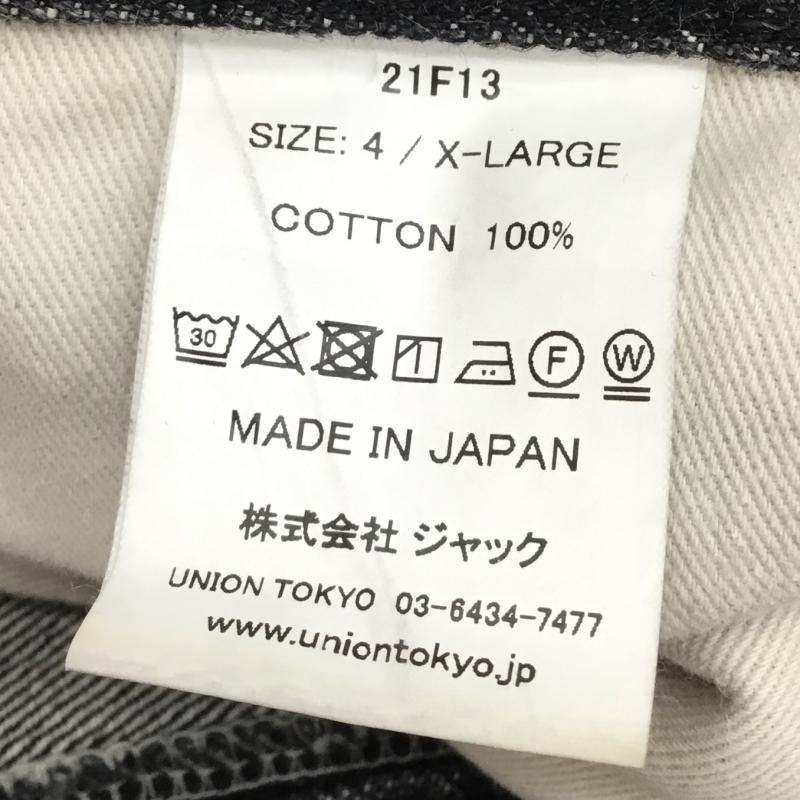 21F13
SIZE: 4 / X-LARGE
COTTON 100%
30 F W
MADE IN JAPAN
株式会社 ジャック
UNION TOKYO 03-6434-7477
www.uniontokyo.jp